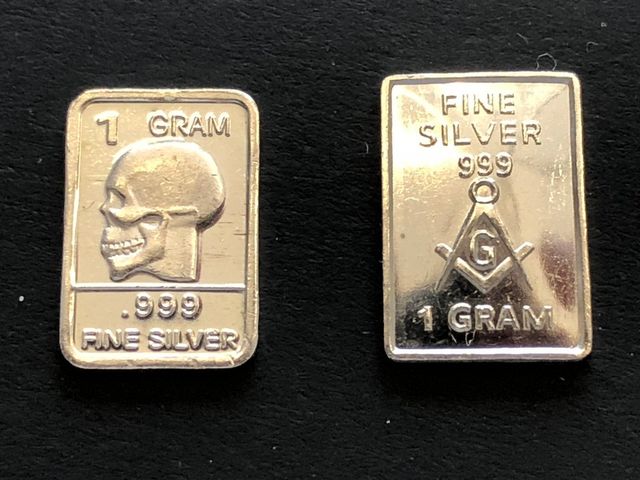 1 GRAM
.999
FINE SILVER
FINE
SILVER
999
G
1 GRAM